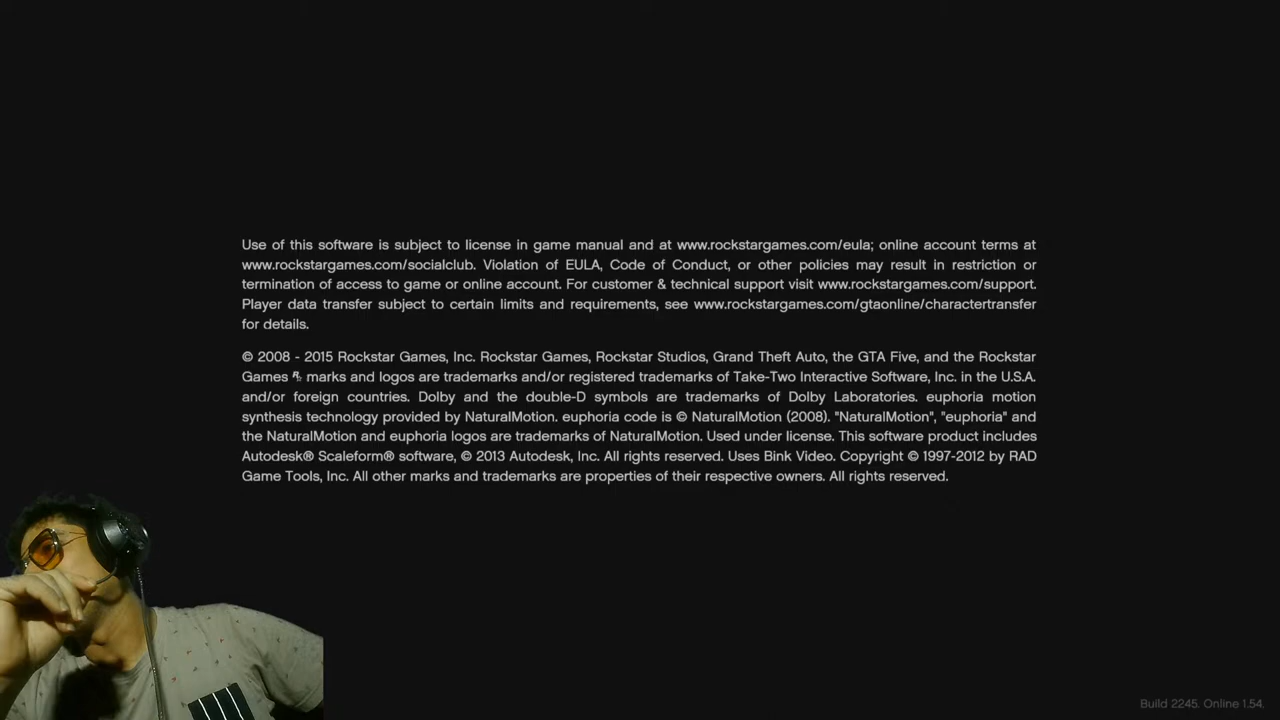 Use of this software is subject to license in game manual and at www.rockstargames.com/eula; online account terms at
www.rockstargames.com/socialclub. Violation of EULA, Code of Conduct, or other policies may result in restriction or
termination of access to game or online account. For customer & technical support visit www.rockstargames.com/support.
Player data transfer subject to certain limits and requirements, see www.rockstargames.com/gtaonline/charactertransfer
for details.
© 2008 - 2015 Rockstar Games, Inc. Rockstar Games, Rockstar Studios, Grand Theft Auto, the GTA Five, and the Rockstar
Games R* marks and logos are trademarks and/or registered trademarks of Take-Two Interactive Software, Inc. in the U.S.A.
and/or foreign countries. Dolby and the double-D symbols are trademarks of Dolby Laboratories. euphoria motion
synthesis technology provided by NaturalMotion. euphoria code is © NaturalMotion (2008). "NaturalMotion", "euphoria" and
the NaturalMotion and euphoria logos are trademarks of NaturalMotion. Used under license. This software product includes
Autodesk® Scaleform® software, © 2013 Autodesk, Inc. All rights reserved. Uses Bink Video. Copyright © 1997-2012 by RAD
Game Tools, Inc. All other marks and trademarks are properties of their respective owners. All rights reserved.
Build 2245. Online 1.54.